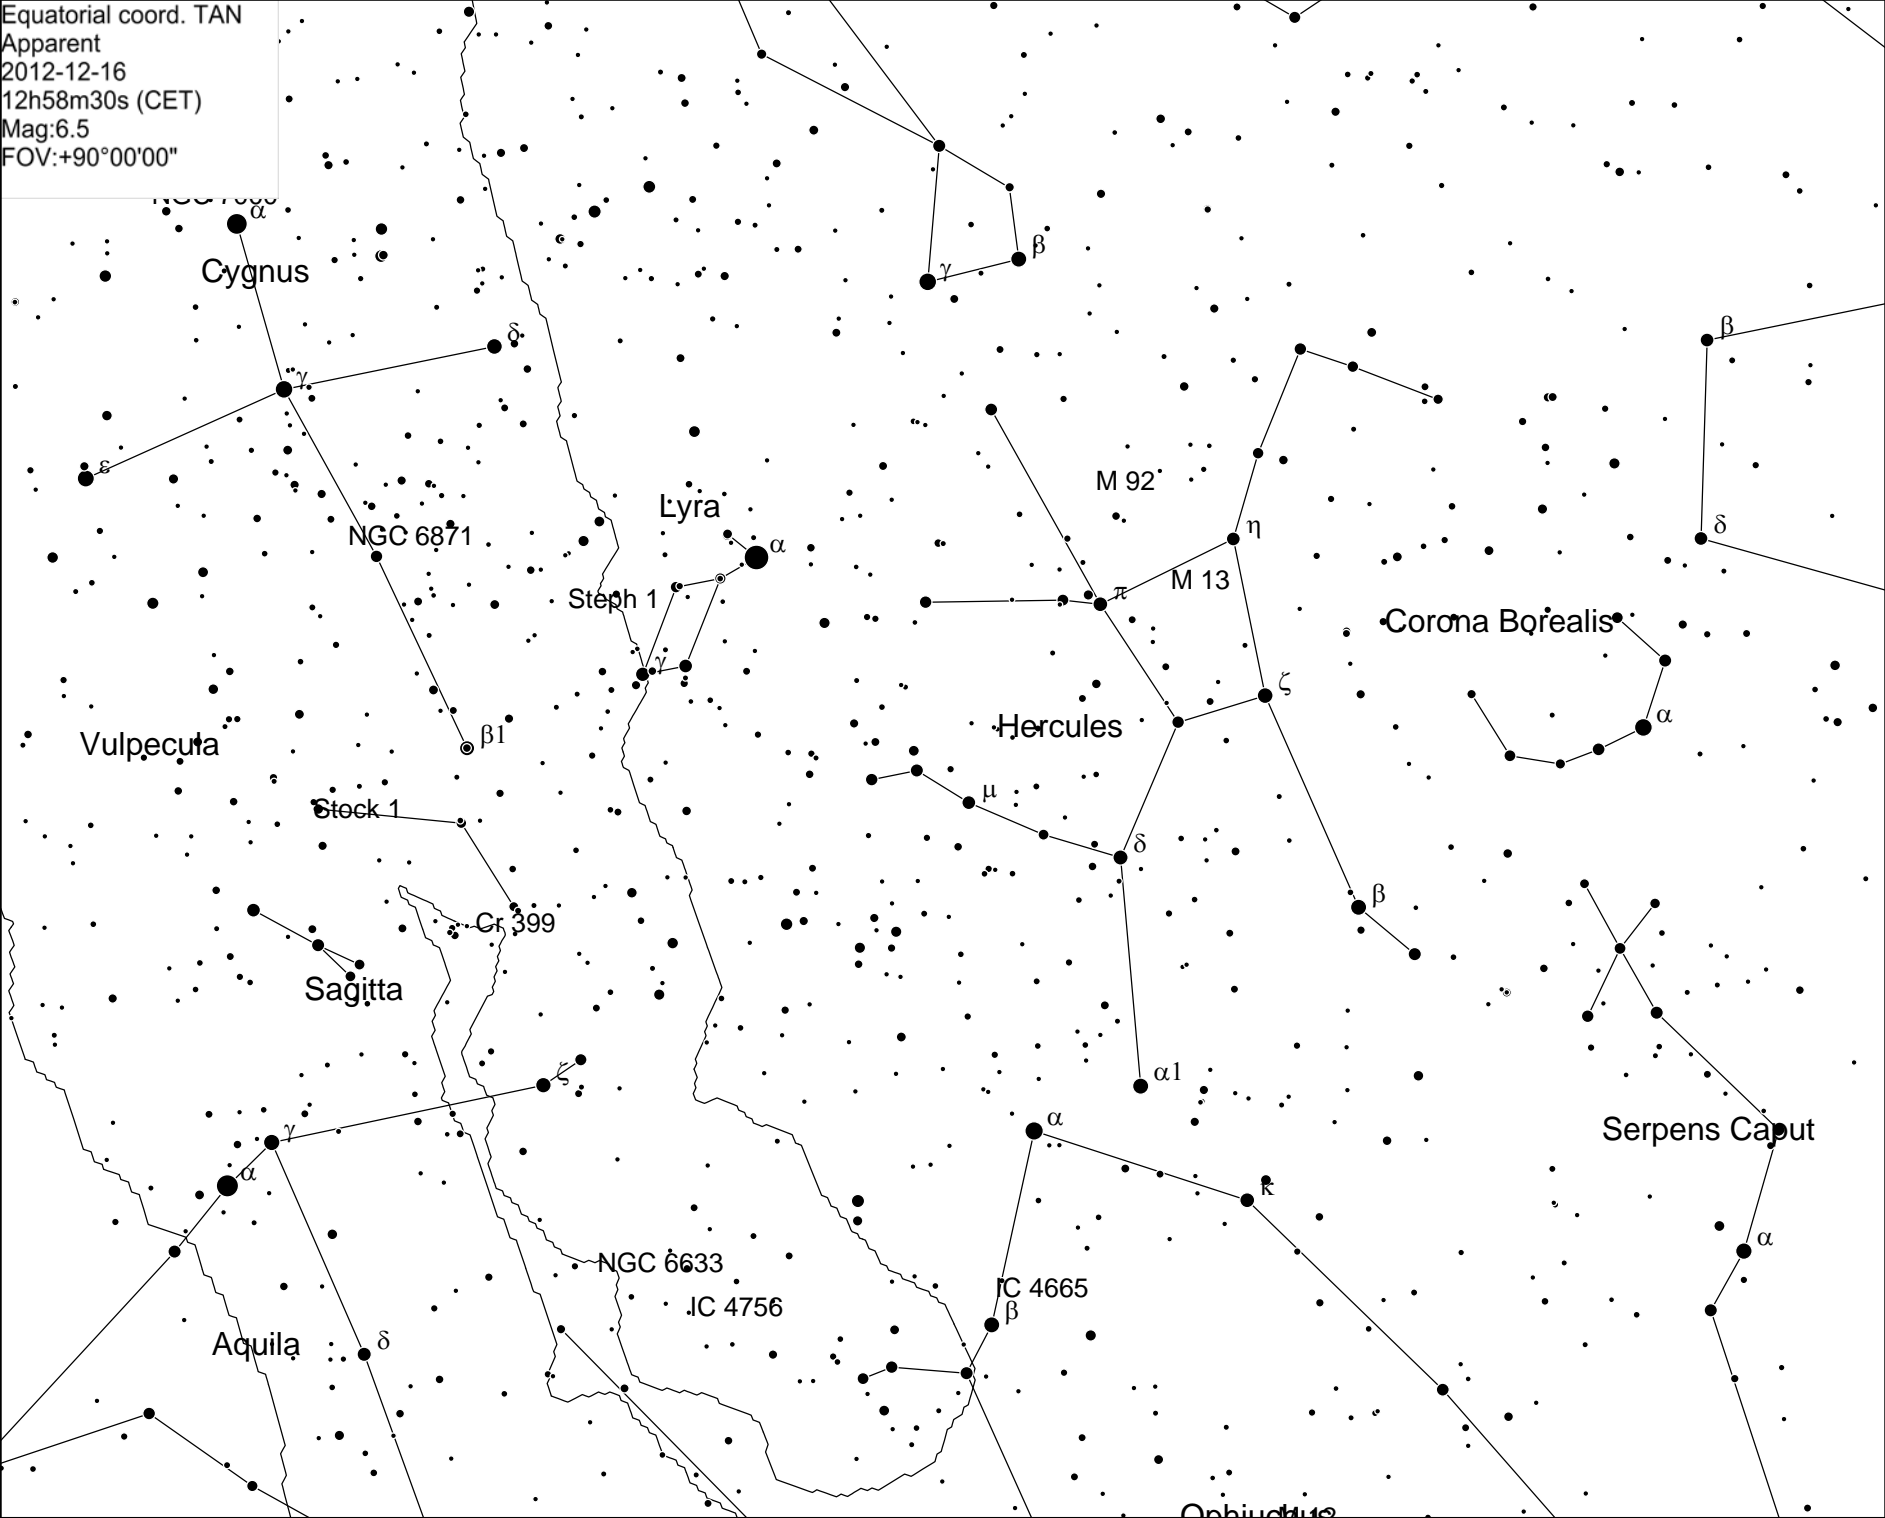 Equatorial coord. TAN
Apparent
2012-12-16
12h58m30s (CET)
Mag:6.5
FOV:+90°00'00"
α
Cygnus
β
γ
δ
β
γ
ε
M 92
Lyra
η
δ
NGC 6871
α
M 13
Steph 1
π
Corona Borealis
γ
ζ
α
Hercules
β1
Vulpecula
μ
Stock 1
δ
β
Cr 399
Sagitta
ζ
α1
α
γ
Serpens Caput
α
κ
α
NGC 6633
IC 4665
IC 4756
β
Aquila
δ
Ophiuchus